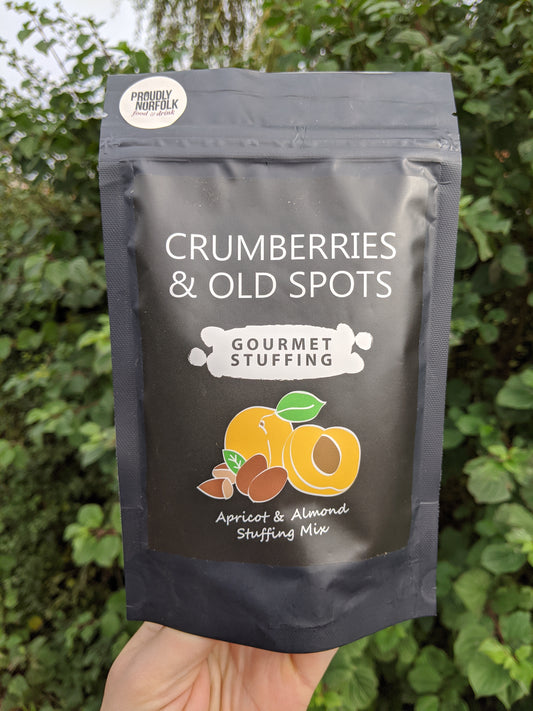 PROUDLY
NORFOLK
food & drink
CRUMBERRIES
& OLD SPOTS
GOURMET
STUFFING
Apricot & Almond
Stuffing Mix